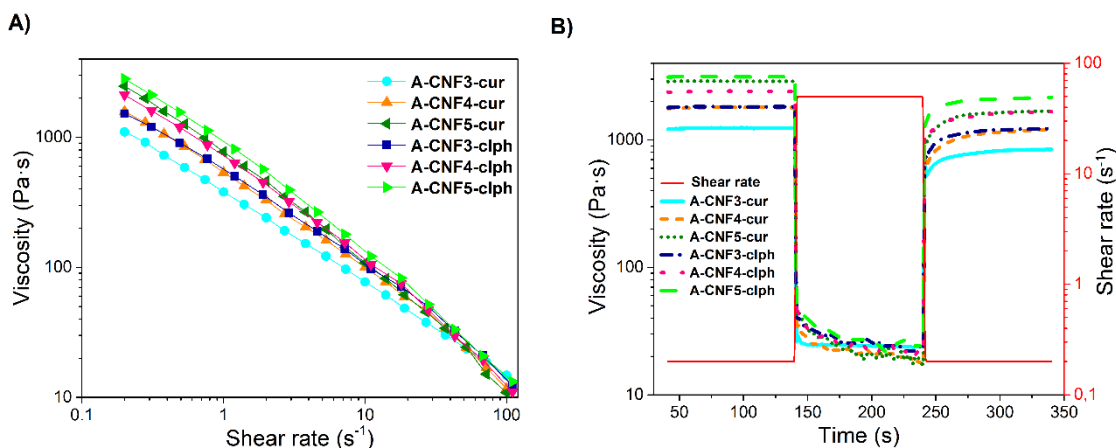 A)
Viscosity (Pa·s)
1000
100
10
0.1
1
10
100
Shear rate (s⁻¹)
A-CNF3-cur
A-CNF4-cur
A-CNF5-cur
A-CNF3-clph
A-CNF4-clph
A-CNF5-clph
B)
Viscosity (Pa·s)
1000
100
10
50
100
150
200
250
300
350
Time (s)
Shear rate
A-CNF3-cur
A-CNF4-cur
A-CNF5-cur
A-CNF3-clph
A-CNF4-clph
A-CNF5-clph
100
10
1
0,1
Shear rate (s⁻¹)